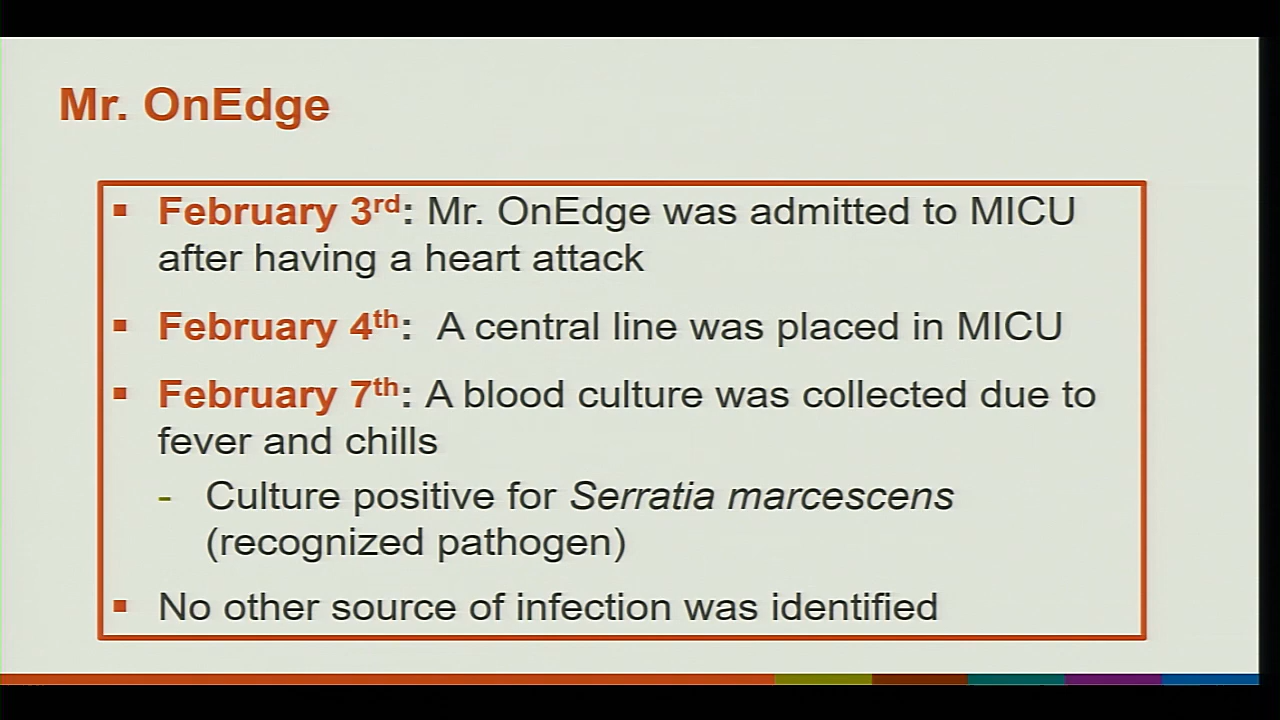 Mr. OnEdge
▪ February 3rd: Mr. OnEdge was admitted to MICU
after having a heart attack
▪ February 4th: A central line was placed in MICU
▪ February 7th: A blood culture was collected due to
fever and chills
- Culture positive for Serratia marcescens
(recognized pathogen)
▪ No other source of infection was identified